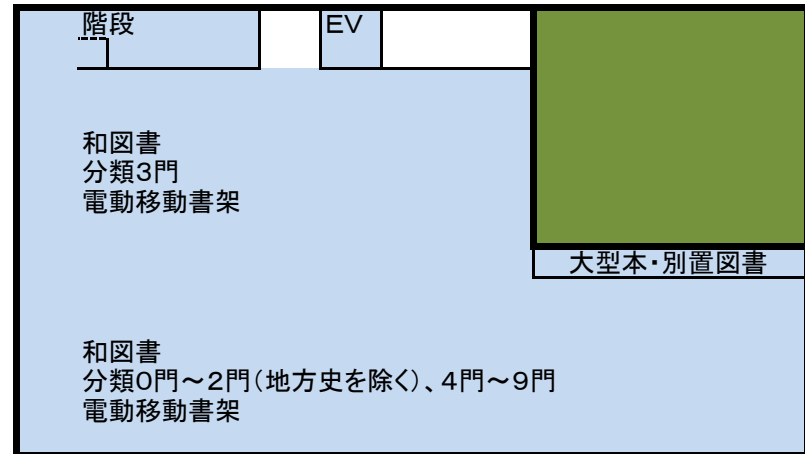 階段
ＥＶ
和図書
分類３門
電動移動書架
大型本・別置図書
和図書
分類０門～２門（地方史を除く）、４門～９門
電動移動書架